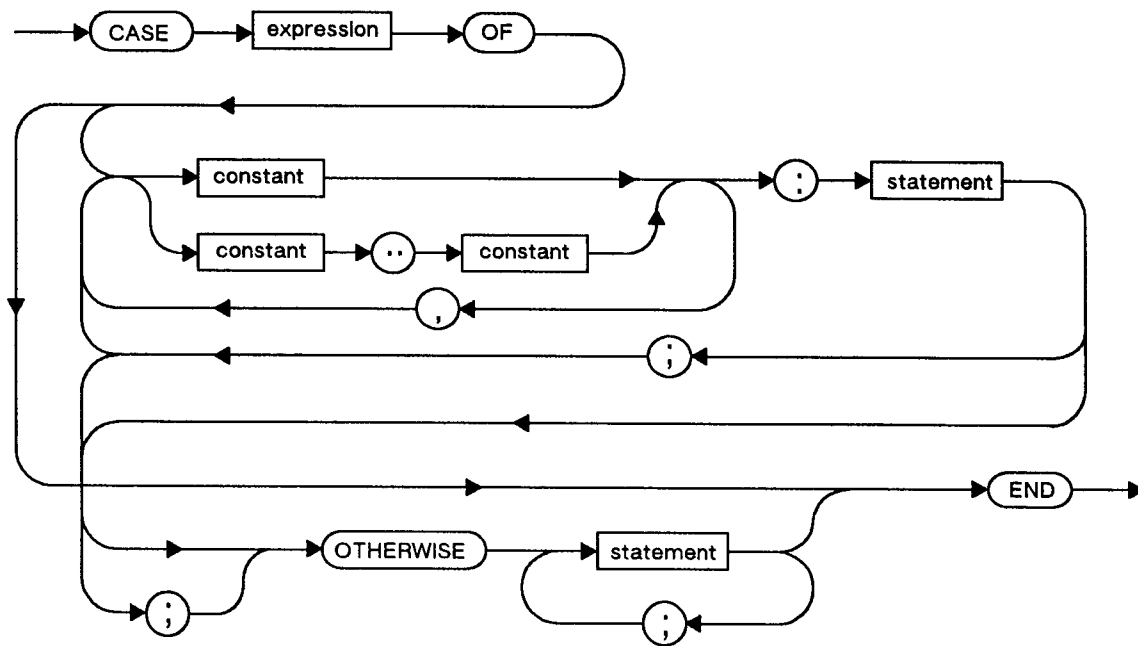 CASE expression OF
constant : statement
constant .. constant
,
;
END
OTHERWISE statement
; ;